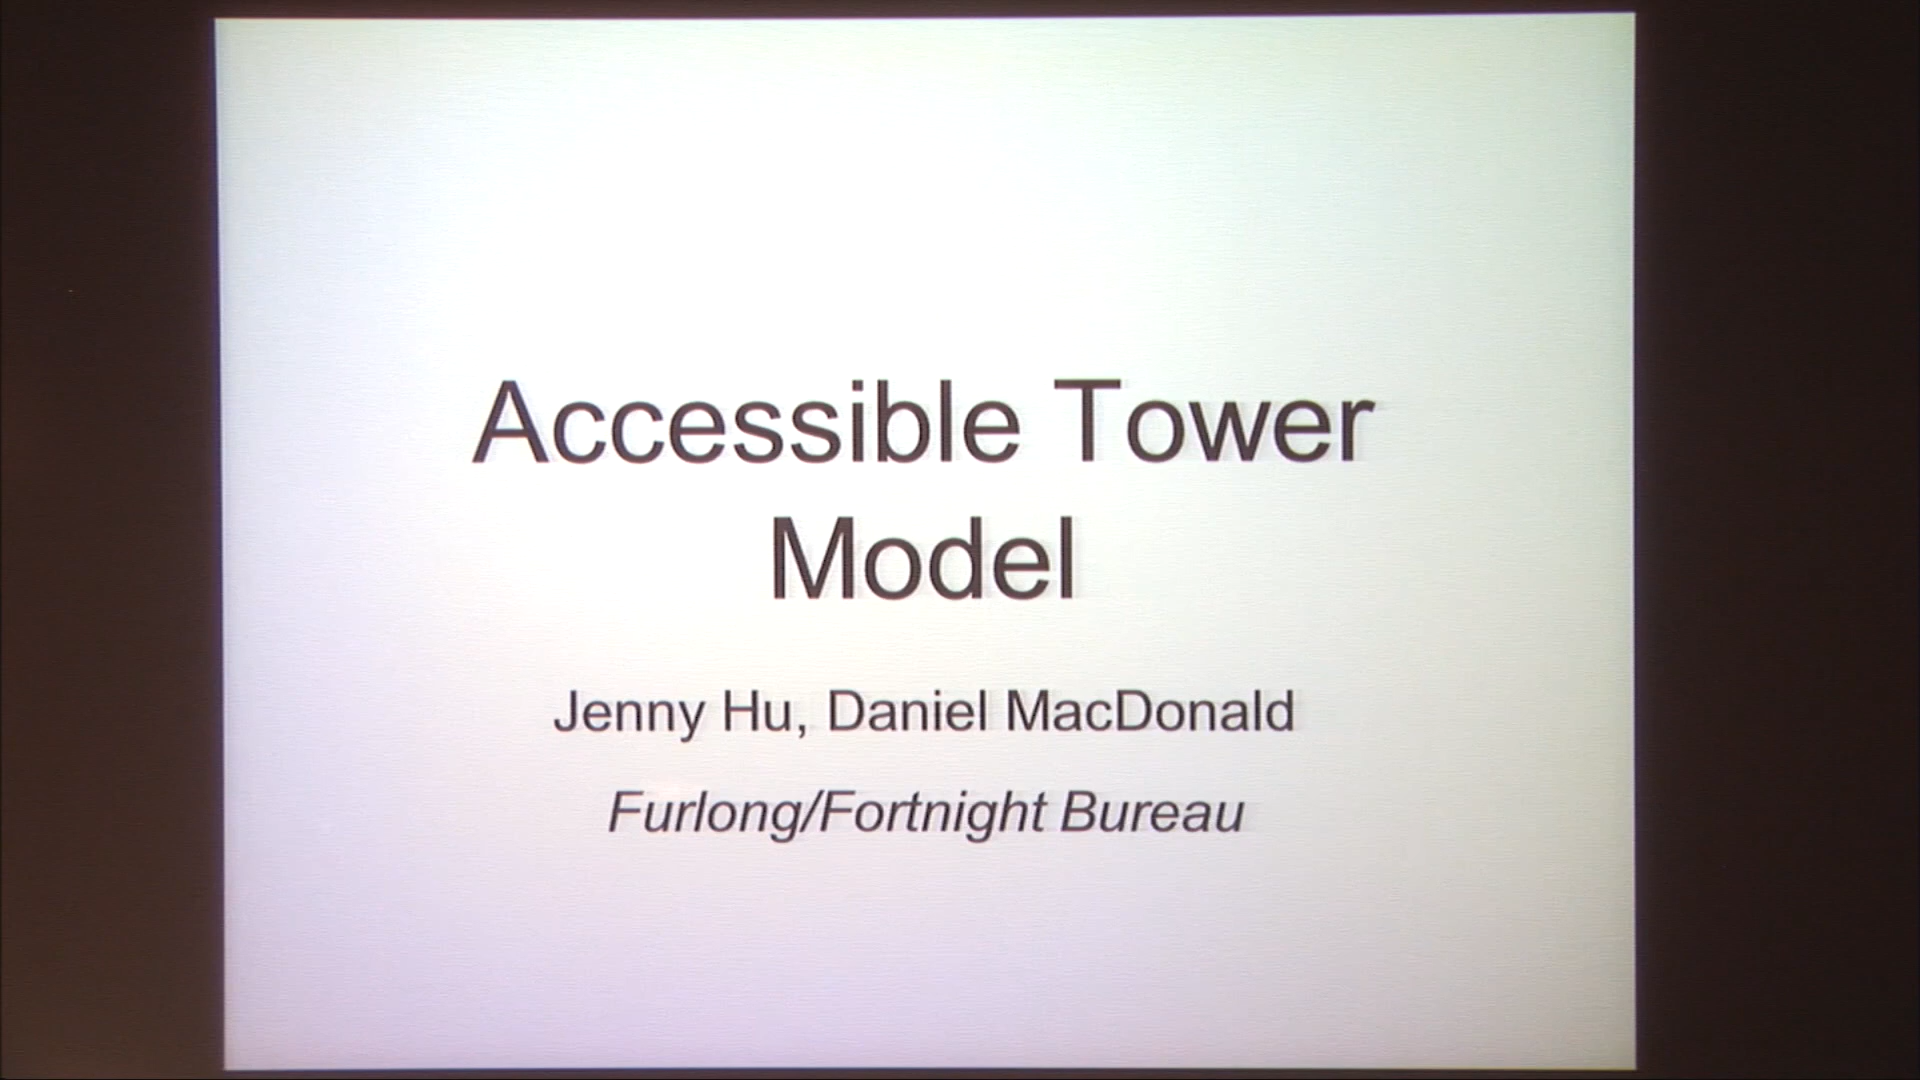 Accessible Tower
Model
Jenny Hu, Daniel MacDonald
Furlong/Fortnight Bureau